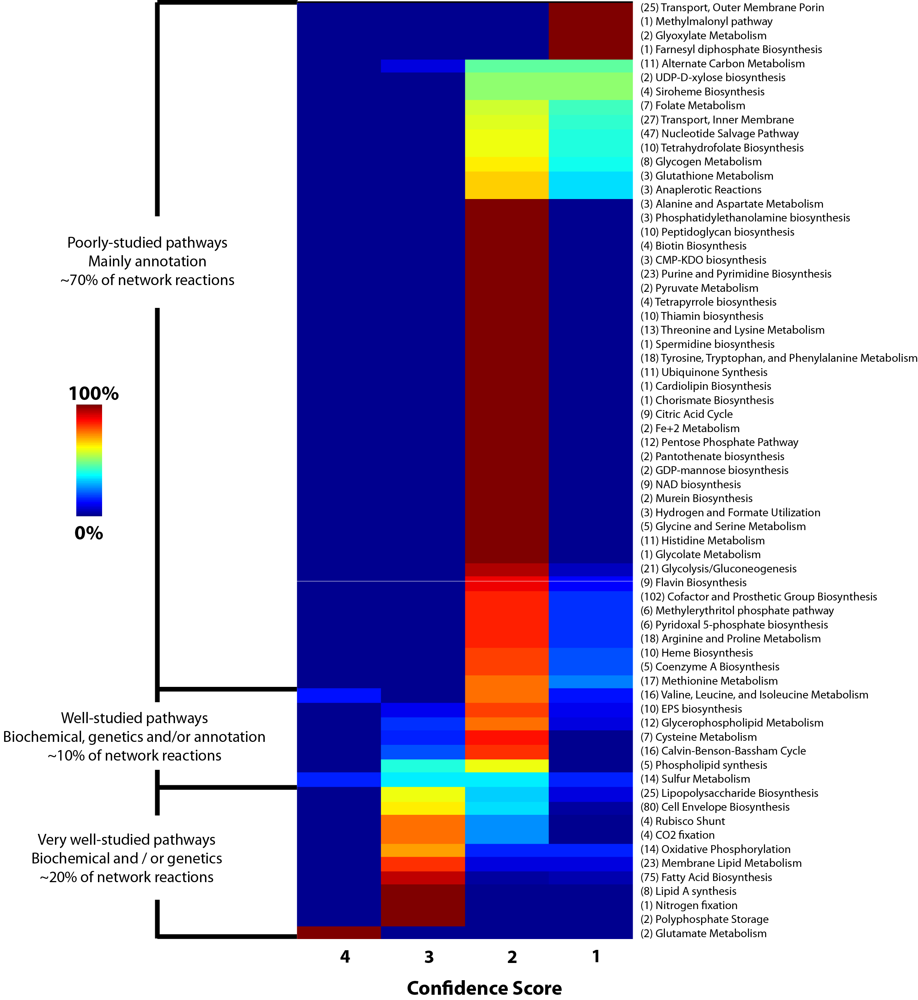 (25) Transport, Outer Membrane Porin
(1) Methylmalonyl pathway
(2) Glyoxylate Metabolism
(1) Farnesyl diphosphate Biosynthesis
(11) Alternate Carbon Metabolism
(2) UDP-D-xylose biosynthesis
(4) Siroheme Biosynthesis
(7) Folate Metabolism
(27) Transport, Inner Membrane
(47) Nucleotide Salvage Pathway
(10) Tetrahydrofolate Biosynthesis
(8) Glycogen Metabolism
(3) Glutathione Metabolism
(3) Anaplerotic Reactions
(3) Alanine and Aspartate Metabolism
(3) Phosphatidylethanolamine biosynthesis
(10) Peptidoglycan biosynthesis
(4) Biotin Biosynthesis
(3) CMP-KDO biosynthesis
(23) Purine and Pyrimidine Biosynthesis
(2) Pyruvate Metabolism
(4) Tetrapyrrole biosynthesis
(10) Thiamin biosynthesis
(13) Threonine and Lysine Metabolism
(1) Spermidine biosynthesis
(18) Tyrosine, Tryptophan, and Phenylalanine Metabolism
(11) Ubiquinone Synthesis
(1) Cardiolipin Biosynthesis
(1) Chorismate Biosynthesis
(9) Citric Acid Cycle
(2) Fe+2 Metabolism
(12) Pentose Phosphate Pathway
(2) Pantothenate biosynthesis
(2) GDP-mannose biosynthesis
(9) NAD biosynthesis
(2) Murein Biosynthesis
(3) Hydrogen and Formate Utilization
(5) Glycine and Serine Metabolism
(11) Histidine Metabolism
(1) Glycolate Metabolism
(21) Glycolysis/Gluconeogenesis
(9) Flavin Biosynthesis
(102) Cofactor and Prosthetic Group Biosynthesis
(6) Methylerythritol phosphate pathway
(6) Pyridoxal 5-phosphate biosynthesis
(18) Arginine and Proline Metabolism
(10) Heme Biosynthesis
(5) Coenzyme A Biosynthesis
(17) Methionine Metabolism
(16) Valine, Leucine, and Isoleucine Metabolism
(10) EPS biosynthesis
(12) Glycerophospholipid Metabolism
(7) Cysteine Metabolism
(16) Calvin-Benson-Bassham Cycle
(5) Phospholipid synthesis
(14) Sulfur Metabolism
(25) Lipopolysaccharide Biosynthesis
(80) Cell Envelope Biosynthesis
(4) Rubisco Shunt
(4) CO2 fixation
(14) Oxidative Phosphorylation
(23) Membrane Lipid Metabolism
(75) Fatty Acid Biosynthesis
(8) Lipid A synthesis
(1) Nitrogen fixation
(2) Polyphosphate Storage
(2) Glutamate Metabolism
Poorly-studied pathways
Mainly annotation
~70% of network reactions
100%
0%
Well-studied pathways
Biochemical, genetics and/or annotation
~10% of network reactions
Very well-studied pathways
Biochemical and / or genetics
~20% of network reactions
4 3 2 1
Confidence Score